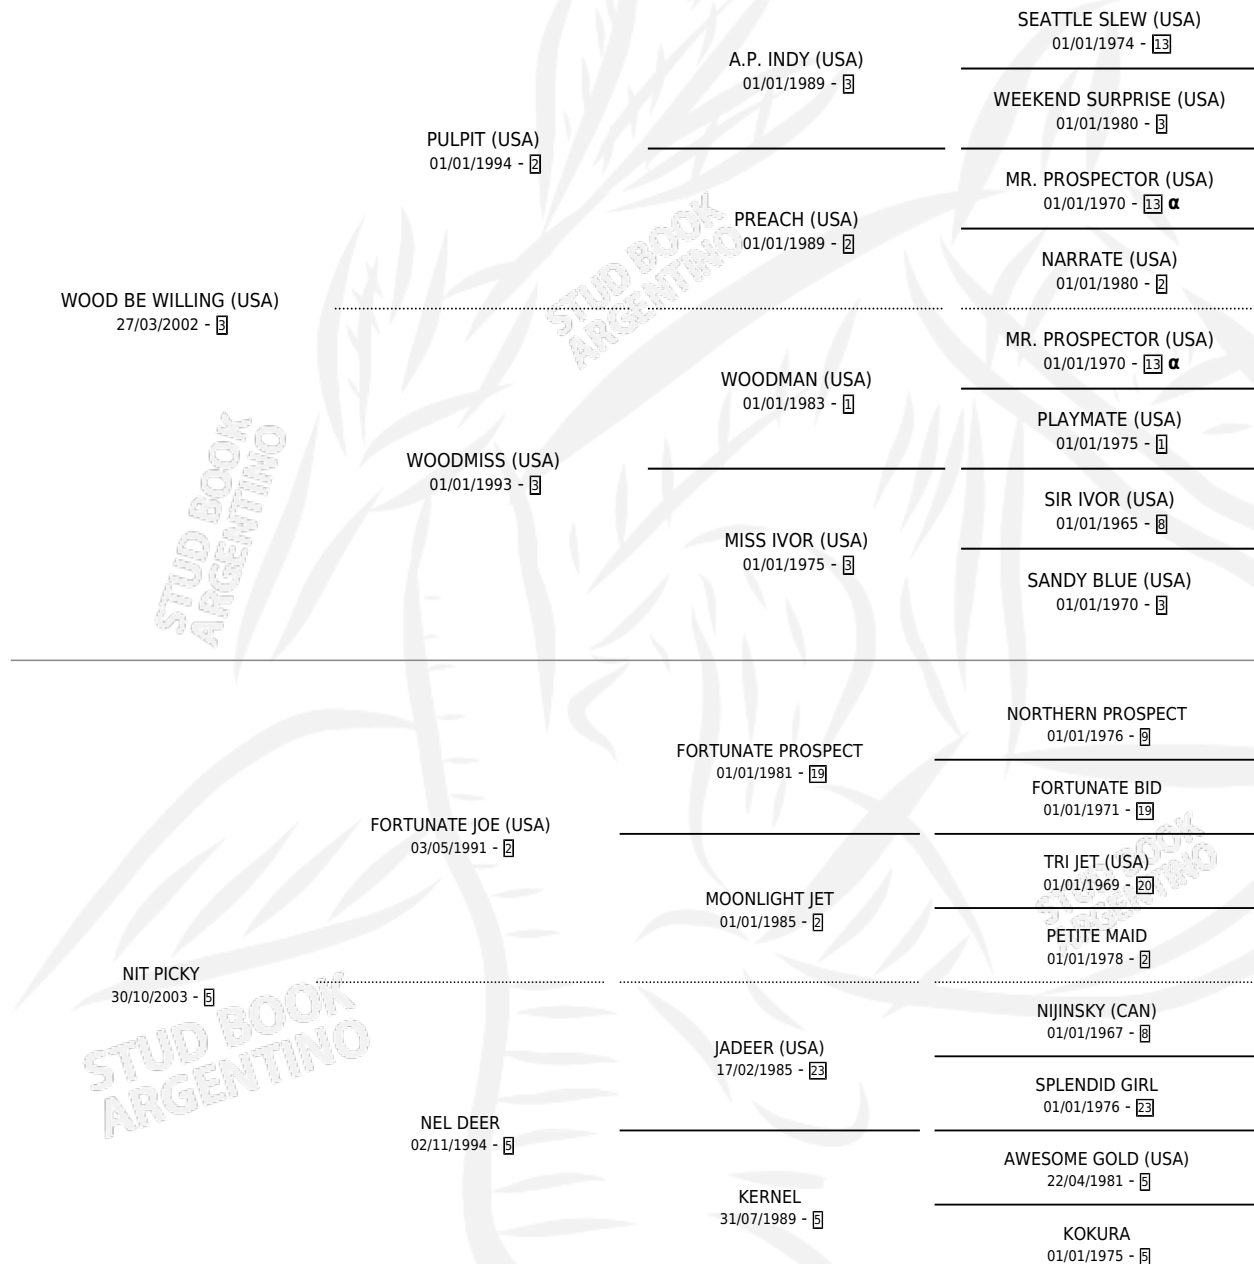 SEATTLE SLEW (USA)
01/01/1974 - 13
A.P. INDY (USA)
01/01/1989 - 3
WEEKEND SURPRISE (USA)
01/01/1980 - 3
PULPIT (USA)
01/01/1994 - 2
MR. PROSPECTOR (USA)
01/01/1970 - 13 α
PREACH (USA)
01/01/1989 - 2
NARRATE (USA)
01/01/1980 - 2
WOOD BE WILLING (USA)
27/03/2002 - 3
MR. PROSPECTOR (USA)
01/01/1970 - 13 α
WOODMAN (USA)
01/01/1983 - 1
PLAYMATE (USA)
01/01/1975 - 1
WOODMISS (USA)
01/01/1993 - 3
SIR IVOR (USA)
01/01/1965 - 8
MISS IVOR (USA)
01/01/1975 - 3
SANDY BLUE (USA)
01/01/1970 - 3
NORTHERN PROSPECT
01/01/1976 - 9
FORTUNATE PROSPECT
01/01/1981 - 19
FORTUNATE BID
01/01/1971 - 19
FORTUNATE JOE (USA)
03/05/1991 - 2
TRI JET (USA)
01/01/1969 - 20
MOONLIGHT JET
01/01/1985 - 2
PETITE MAID
01/01/1978 - 2
NIT PICKY
30/10/2003 - 5
NIJINSKY (CAN)
01/01/1967 - 8
JADEER (USA)
17/02/1985 - 23
SPLENDID GIRL
01/01/1976 - 23
NEL DEER
02/11/1994 - 5
AWESOME GOLD (USA)
22/04/1981 - 5
KERNEL
31/07/1989 - 5
KOKURA
01/01/1975 - 5
STUD BOOK
ARGENTINO
STUD BOOK
ARGENTINO
STUD BOOK
ARGENTINO
STUD BOOK
ARGENTINO